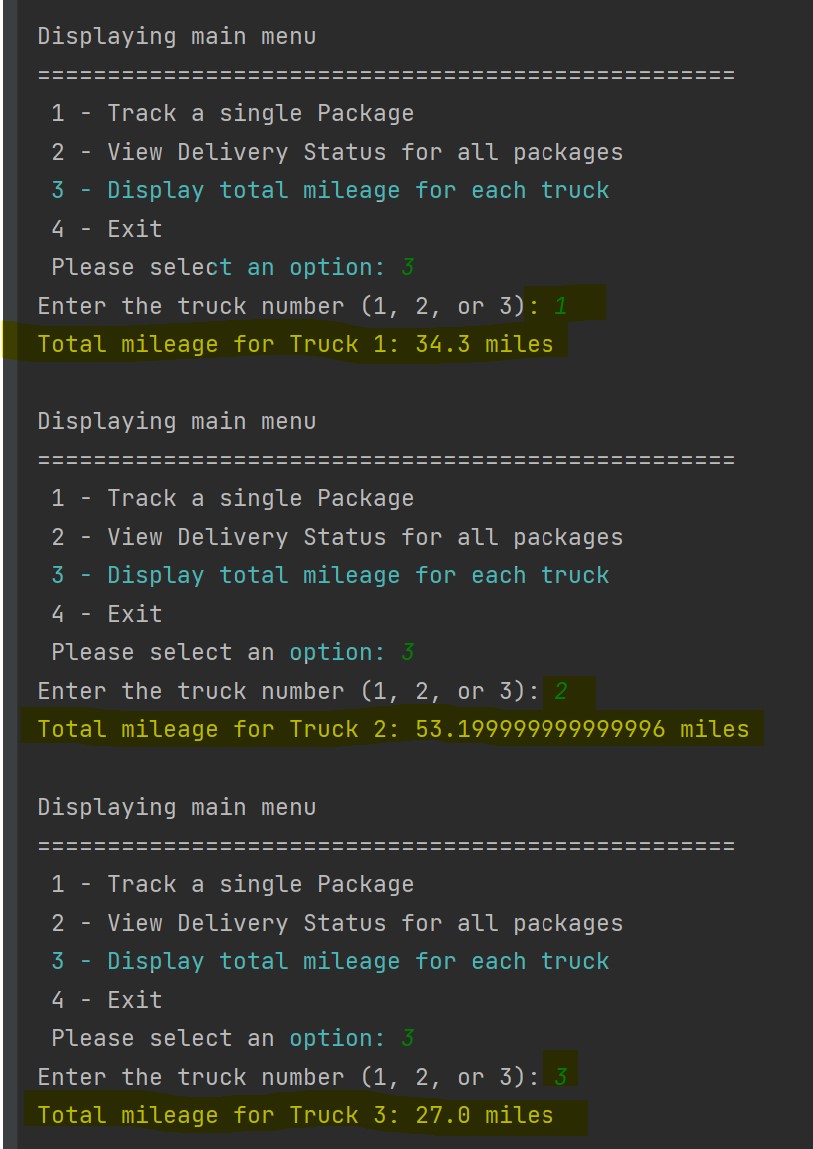 Displaying main menu
==================================================
 1 - Track a single Package
 2 - View Delivery Status for all packages
 3 - Display total mileage for each truck
 4 - Exit
 Please select an option: 3
Enter the truck number (1, 2, or 3): 1
Total mileage for Truck 1: 34.3 miles

Displaying main menu
==================================================
 1 - Track a single Package
 2 - View Delivery Status for all packages
 3 - Display total mileage for each truck
 4 - Exit
 Please select an option: 3
Enter the truck number (1, 2, or 3): 2
Total mileage for Truck 2: 53.199999999999996 miles

Displaying main menu
==================================================
 1 - Track a single Package
 2 - View Delivery Status for all packages
 3 - Display total mileage for each truck
 4 - Exit
 Please select an option: 3
Enter the truck number (1, 2, or 3): 3
Total mileage for Truck 3: 27.0 miles